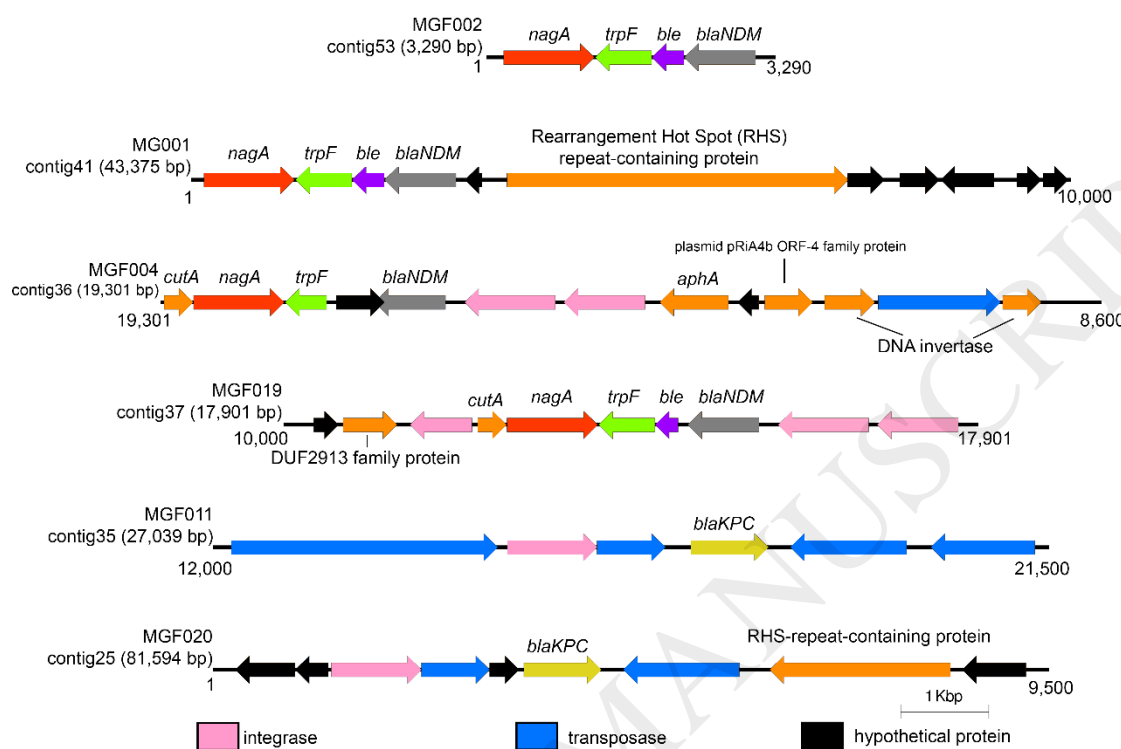 MGF002
contig53 (3,290 bp)
nagA trpF ble blaNDM
1 3,290
MG001
contig41 (43,375 bp)
nagA trpF ble blaNDM
Rearrangement Hot Spot (RHS)
repeat-containing protein
1 10,000
plasmid pRiA4b ORF-4 family protein
MGF004
contig36 (19,301 bp)
cutA nagA trpF blaNDM aphA
19,301 8,600
DNA invertase
MGF019
contig37 (17,901 bp)
cutA nagA trpF ble blaNDM
10,000 17,901
DUF2913 family protein
MGF011
contig35 (27,039 bp)
blaKPC
12,000 21,500
MGF020
contig25 (81,594 bp)
blaKPC RHS-repeat-containing protein
1 9,500
1 Kbp
integrase transposase hypothetical protein
MANUSCRI